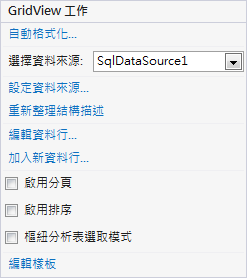 GridView 工作
自動格式化...
選擇資料來源: SqlDataSource1
設定資料來源...
重新整理結構描述
編輯資料行...
加入新資料行...
啟用分頁
啟用排序
樞紐分析表選取模式
編輯樣板